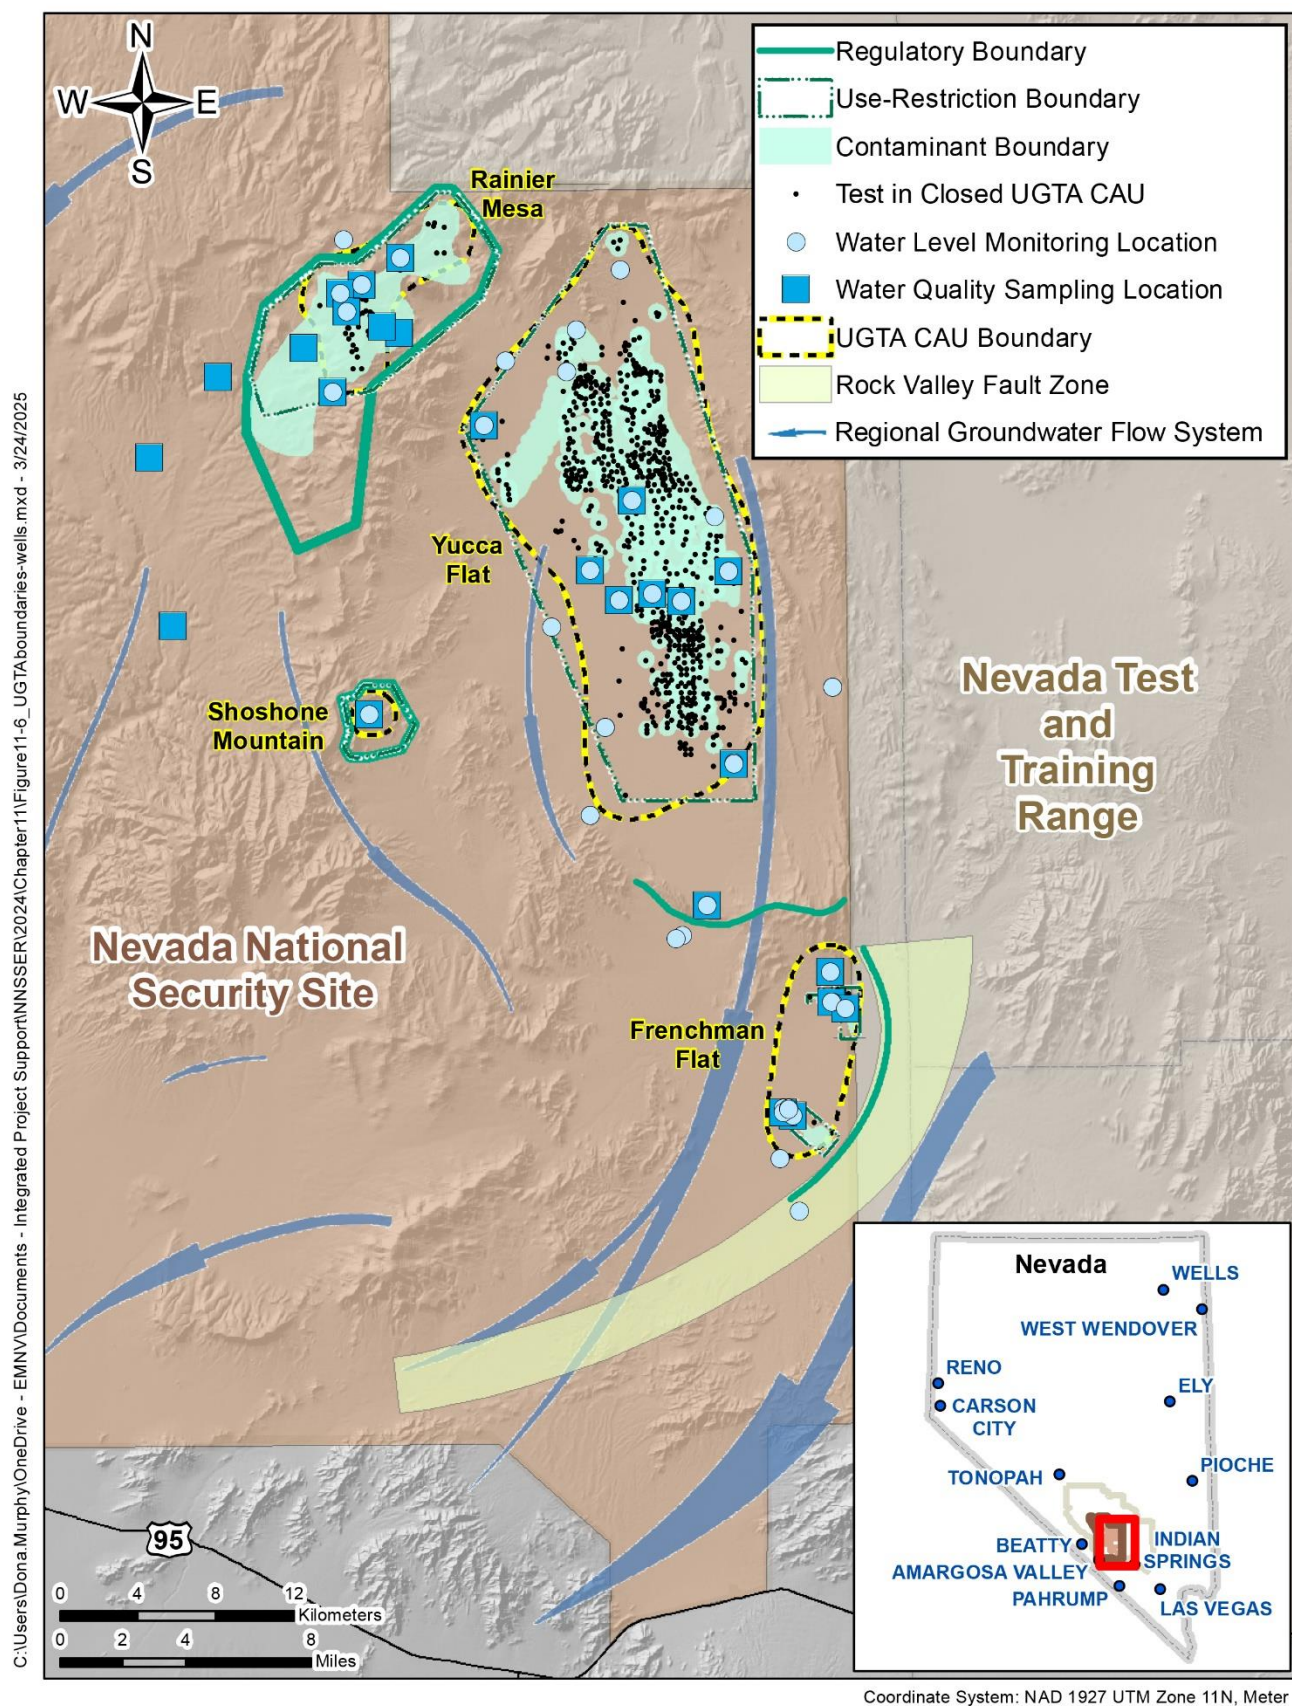 N
W E
S
Regulatory Boundary
Use-Restriction Boundary
Contaminant Boundary
Test in Closed UGTA CAU
Water Level Monitoring Location
Water Quality Sampling Location
UGTA CAU Boundary
Rock Valley Fault Zone
Regional Groundwater Flow System
Rainier
Mesa
Yucca
Flat
Shoshone
Mountain
Nevada Test
and
Training
Range
Nevada National
Security Site
Frenchman
Flat
95
0 4 8 12
Kilometers
0 2 4 8
Miles
Nevada
WELLS
WEST WENDOVER
RENO
CARSON
CITY
ELY
TONOPAH
PIOCHE
BEATTY
INDIAN
SPRINGS
AMARGOSA VALLEY
PAHRUMP
LAS VEGAS
C:\Users\Dona.Murphy\OneDrive - EMNV\Documents - Integrated Project Support\NNSSER\2024\Chapter11\Figure11-6_UGTAboundaries-wells.mxd - 3/24/2025
Coordinate System: NAD 1927 UTM Zone 11N, Meter